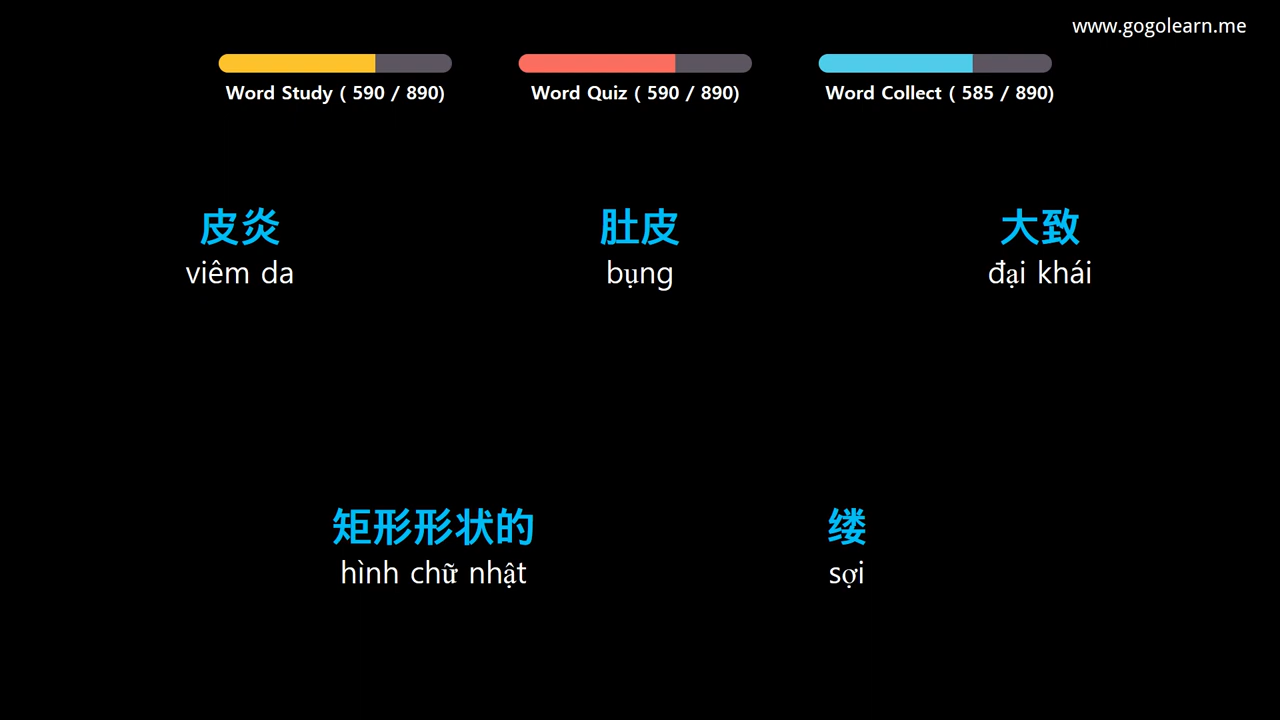 www.gogolearn.me
Word Study ( 590 / 890)
Word Quiz ( 590 / 890)
Word Collect ( 585 / 890)
皮炎
viêm da
肚皮
bụng
大致
đại khái
矩形形状的
hình chữ nhật
缕
sợi